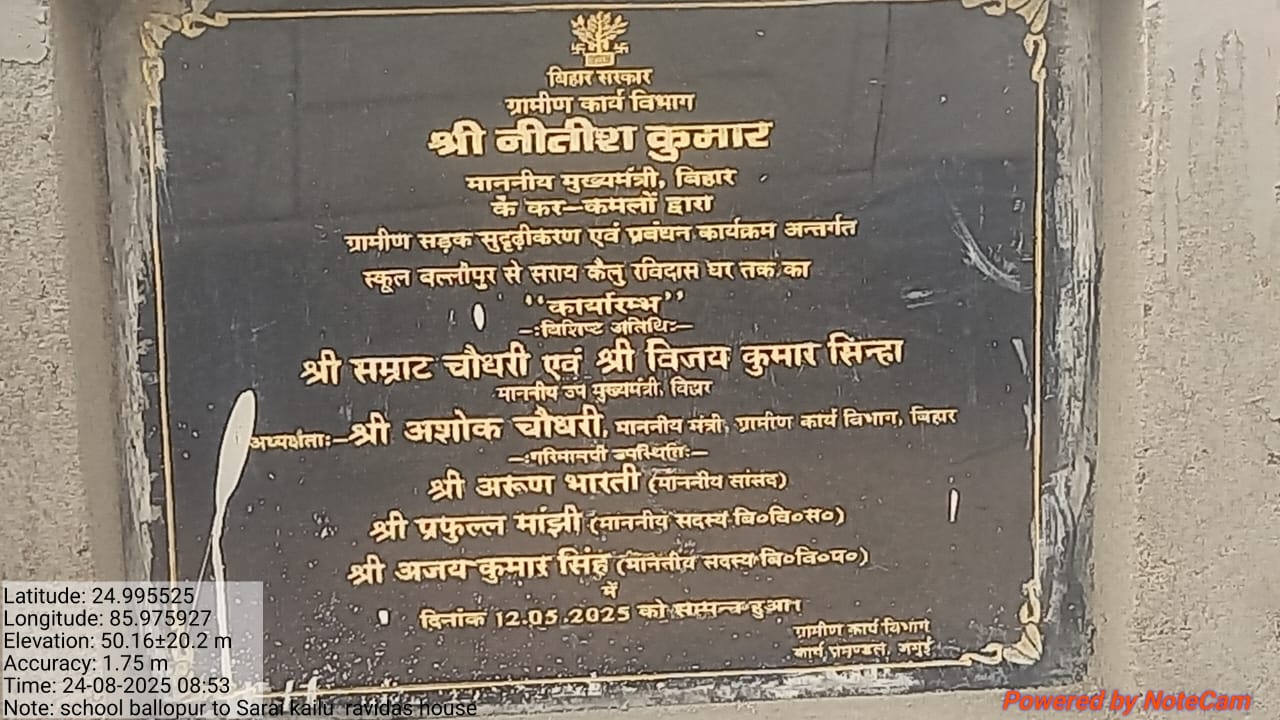 बिहार सरकार
ग्रामीण कार्य विभाग
श्री नीतीश कुमार
माननीय मुख्यमंत्री, बिहार
के कर-कमलों द्वारा
ग्रामीण सड़क सुदृढ़ीकरण एवं प्रबंधन कार्यक्रम अन्तर्गत
स्कूल बल्लोपुर से सराय कैलु रविदास घर तक का
“कार्यारम्भ”
-:विशिष्ट अतिथि:-
श्री सम्राट चौधरी एवं श्री विजय कुमार सिन्हा
माननीय उप मुख्यमंत्री, बिहार
अध्यक्षता:-श्री अशोक चौधरी, माननीय मंत्री, ग्रामीण कार्य विभाग, बिहार
-:गरिमामयी उपस्थिति:-
श्री अरूण भारती (माननीय सांसद)
श्री प्रफुल्ल मांझी (माननीय सदस्य बि०वि०स०)
श्री अजय कुमार सिंह (माननीय सदस्य बि०वि०प०)
में
दिनांक 12.05.2025 को सम्पन्न हुआ।
ग्रामीण कार्य विभाग
कार्य प्रमण्डल, जमुई
Latitude: 24.995525
Longitude: 85.975927
Elevation: 50.16±20.2 m
Accuracy: 1.75 m
Time: 24-08-2025 08:53
Note: school ballopur to Sarai kailu ravidas house
Powered by NoteCam